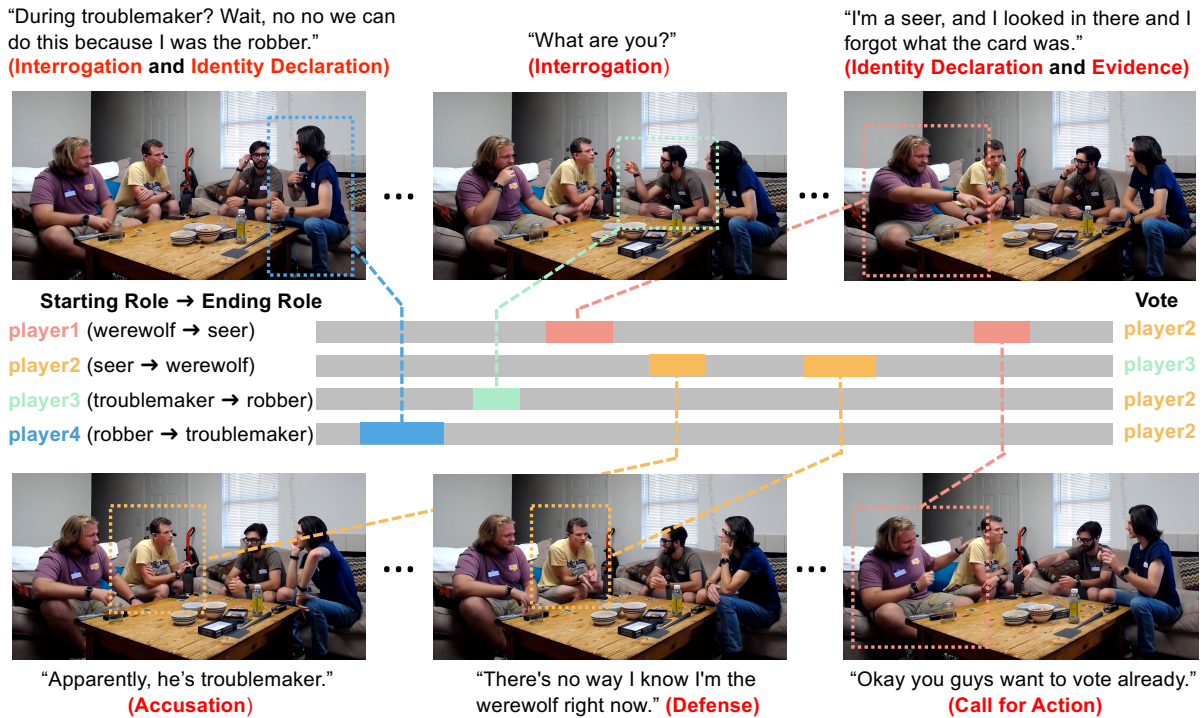 “During troublemaker? Wait, no no we can
do this because I was the robber.”
(Interrogation and Identity Declaration)
“What are you?”
(Interrogation)
“I'm a seer, and I looked in there and I
forgot what the card was.”
(Identity Declaration and Evidence)
...
...
Starting Role → Ending Role
Vote
player1 (werewolf → seer)
player2
player2 (seer → werewolf)
player3
player3 (troublemaker → robber)
player2
player4 (robber → troublemaker)
player2
...
...
“Apparently, he’s troublemaker.”
(Accusation)
“There's no way I know I'm the
werewolf right now.” (Defense)
“Okay you guys want to vote already.”
(Call for Action)